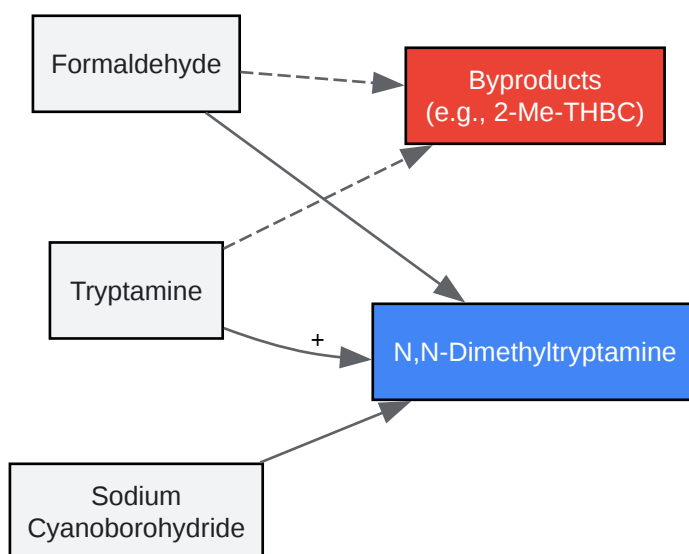 Formaldehyde
Byproducts
(e.g., 2-Me-THBC)
Tryptamine
+
N,N-Dimethyltryptamine
Sodium
Cyanoborohydride